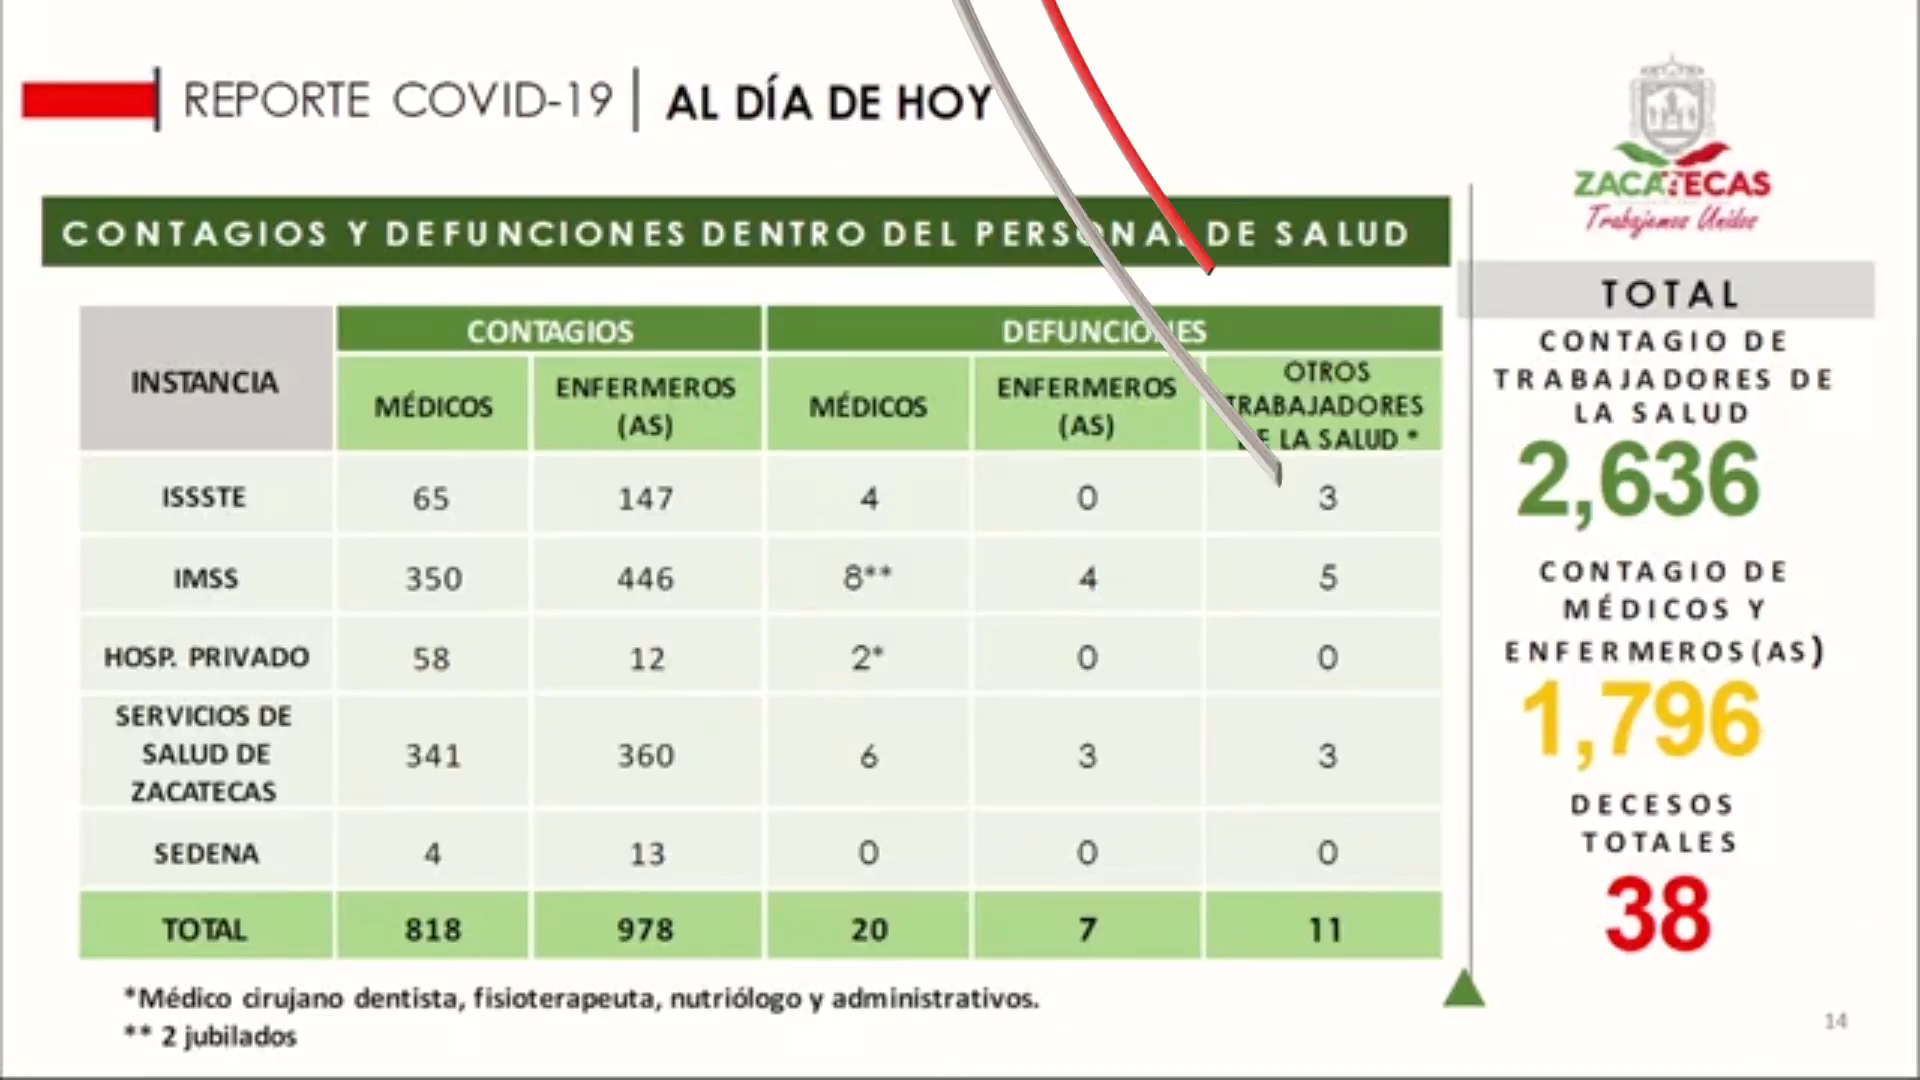 REPORTE COVID-19 AL DÍA DE HOY
ZACATECAS
Trabajemos Unidos
CONTAGIOS Y DEFUNCIONES DENTRO DEL PERSONAL DE SALUD
INSTANCIA CONTAGIOS DEFUNCIONES
MÉDICOS ENFERMEROS (AS) MÉDICOS ENFERMEROS (AS) OTROS TRABAJADORES DE LA SALUD *
ISSSTE 65 147 4 0 3
IMSS 350 446 8** 4 5
HOSP. PRIVADO 58 12 2* 0 0
SERVICIOS DE SALUD DE ZACATECAS 341 360 6 3 3
SEDENA 4 13 0 0 0
TOTAL 818 978 20 7 11
*Médico cirujano dentista, fisioterapeuta, nutriólogo y administrativos.
** 2 jubilados
TOTAL
CONTAGIO DE
TRABAJADORES DE
LA SALUD
2,636
CONTAGIO DE
MÉDICOS Y
ENFERMEROS(AS)
1,796
DECESOS
TOTALES
38
14